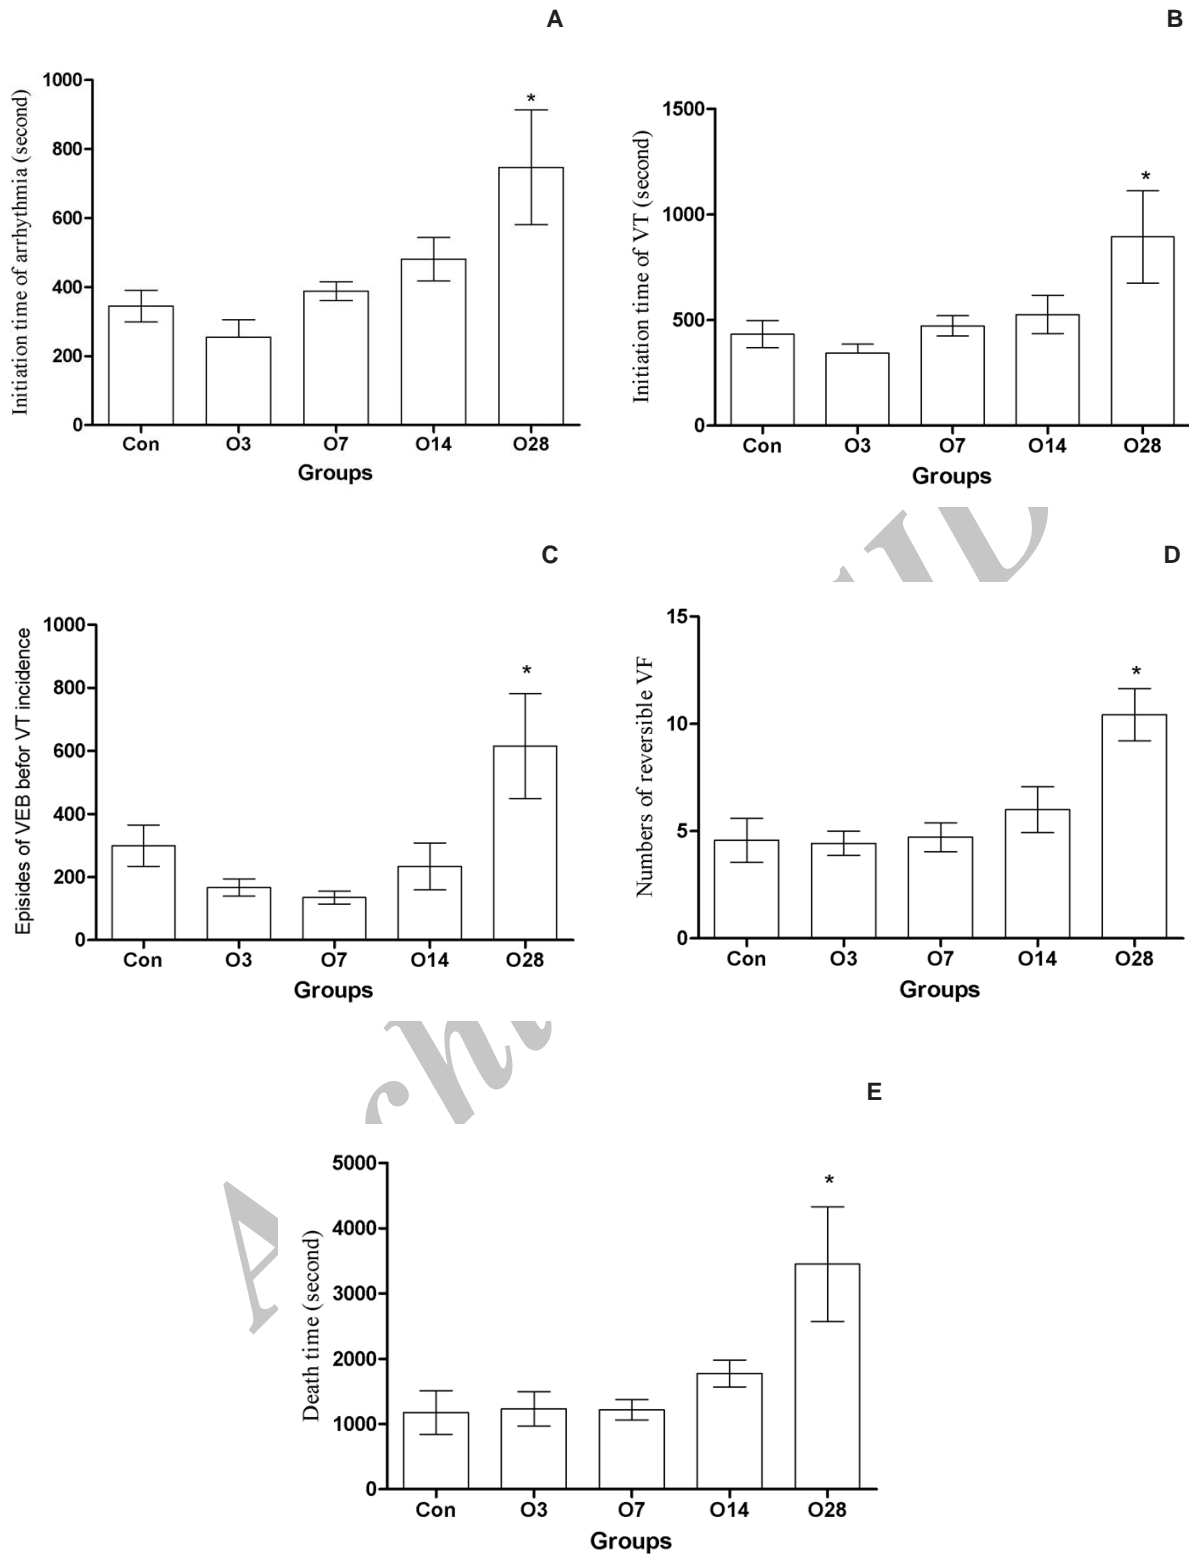 A
1000
800
600
400
200
0
Initiation time of arrhythmia (second)
*
Con O3 O7 O14 O28
Groups
B
1500
1000
500
0
Initiation time of VT (second)
*
Con O3 O7 O14 O28
Groups
C
1000
800
600
400
200
0
Episides of VEB befor VT incidence
*
Con O3 O7 O14 O28
Groups
D
15
10
5
0
Numbers of reversible VF
*
Con O3 O7 O14 O28
Groups
E
5000
4000
3000
2000
1000
0
Death time (second)
*
Con O3 O7 O14 O28
Groups